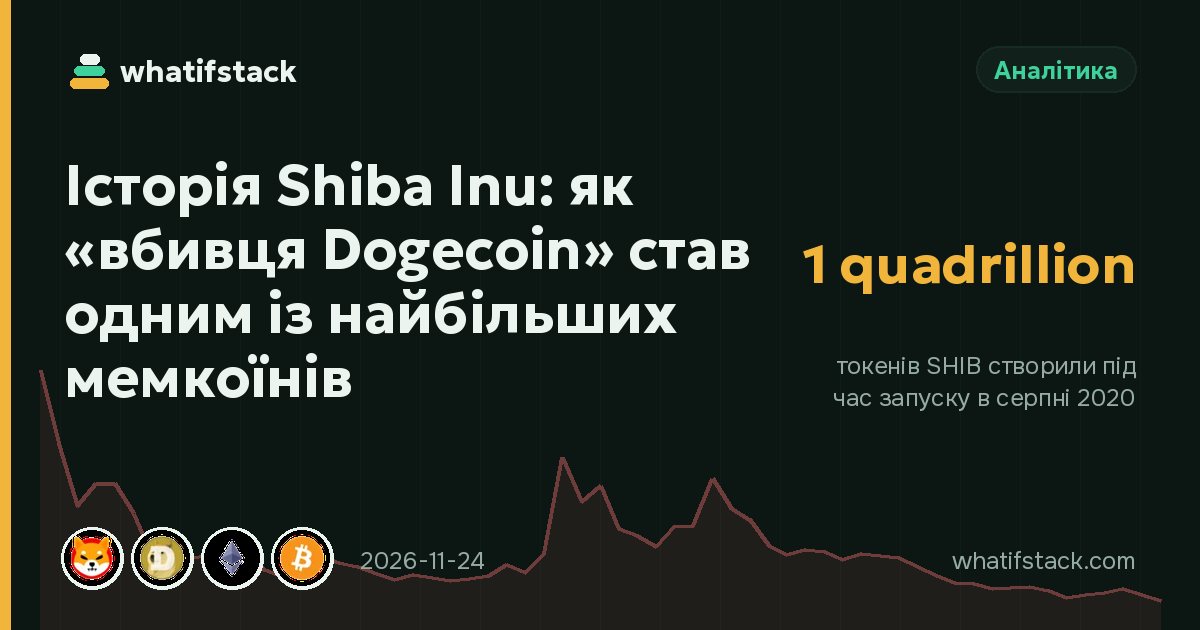 whatifstack
Аналітика
Історія Shiba Inu: як
«вбивця Dogecoin» став
одним із найбільших
мемкоїнів
1 quadrillion
токенів SHIB створили під
час запуску в серпні 2020
2026-11-24
whatifstack.com